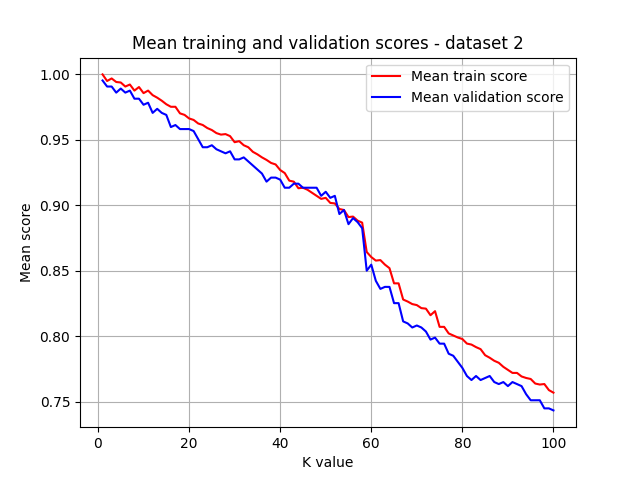 Mean training and validation scores - dataset 2
Mean train score
Mean validation score
1.00
0.95
0.90
0.85
0.80
0.75
Mean score
0
20
40
60
80
100
K value